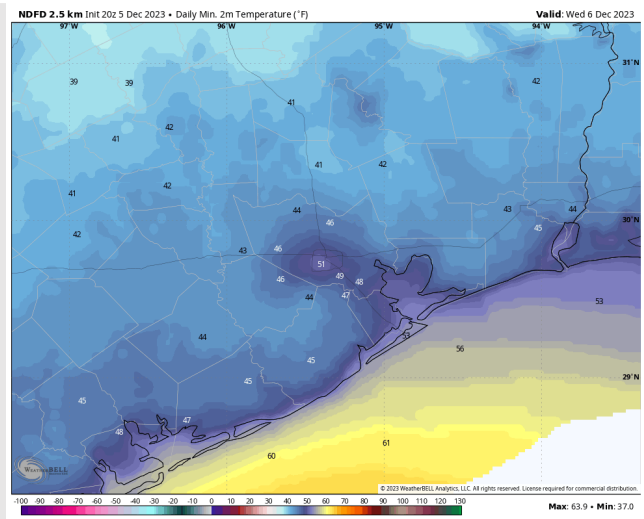 NDFD 2.5 km Init 20z 5 Dec 2023 • Daily Min. 2m Temperature (°F) Valid: Wed 6 Dec 2023
97°W 96°W 95°W 94°W
31°N
39 39 42
41
42
41
41 42
42
41
44 43 44
30°N
46 45
42
43 46
51
46 49 48
44 47
53
53
44 56
45
29°N
45
45
47
48
61
60
WEATHERBELL
© 2023 WeatherBELL Analytics, LLC. All rights reserved. License required for commercial distribution.
-100 -90 -80 -70 -60 -50 -40 -30 -20 -10 0 10 20 30 40 50 60 70 80 90 100 110 120 130
Max: 63.9 • Min: 37.0